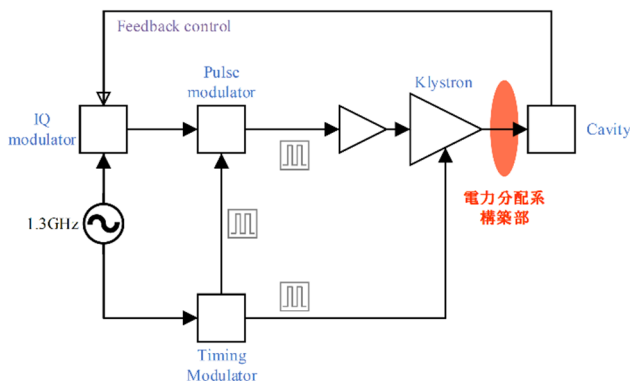 Feedback control
Pulse
modulator
Klystron
IQ
modulator
Cavity
電力分配系
構築部
1.3GHz
Timing
Modulator